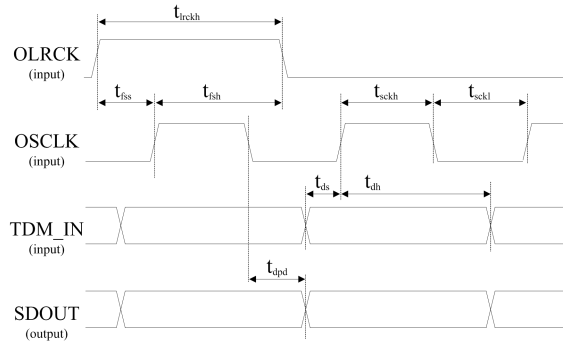 t_lrckh
OLRCK
(input)
t_fss
t_fsh
t_sckh
t_sckl
OSCLK
(input)
t_ds
t_dh
TDM_IN
(input)
t_dpd
SDOUT
(output)